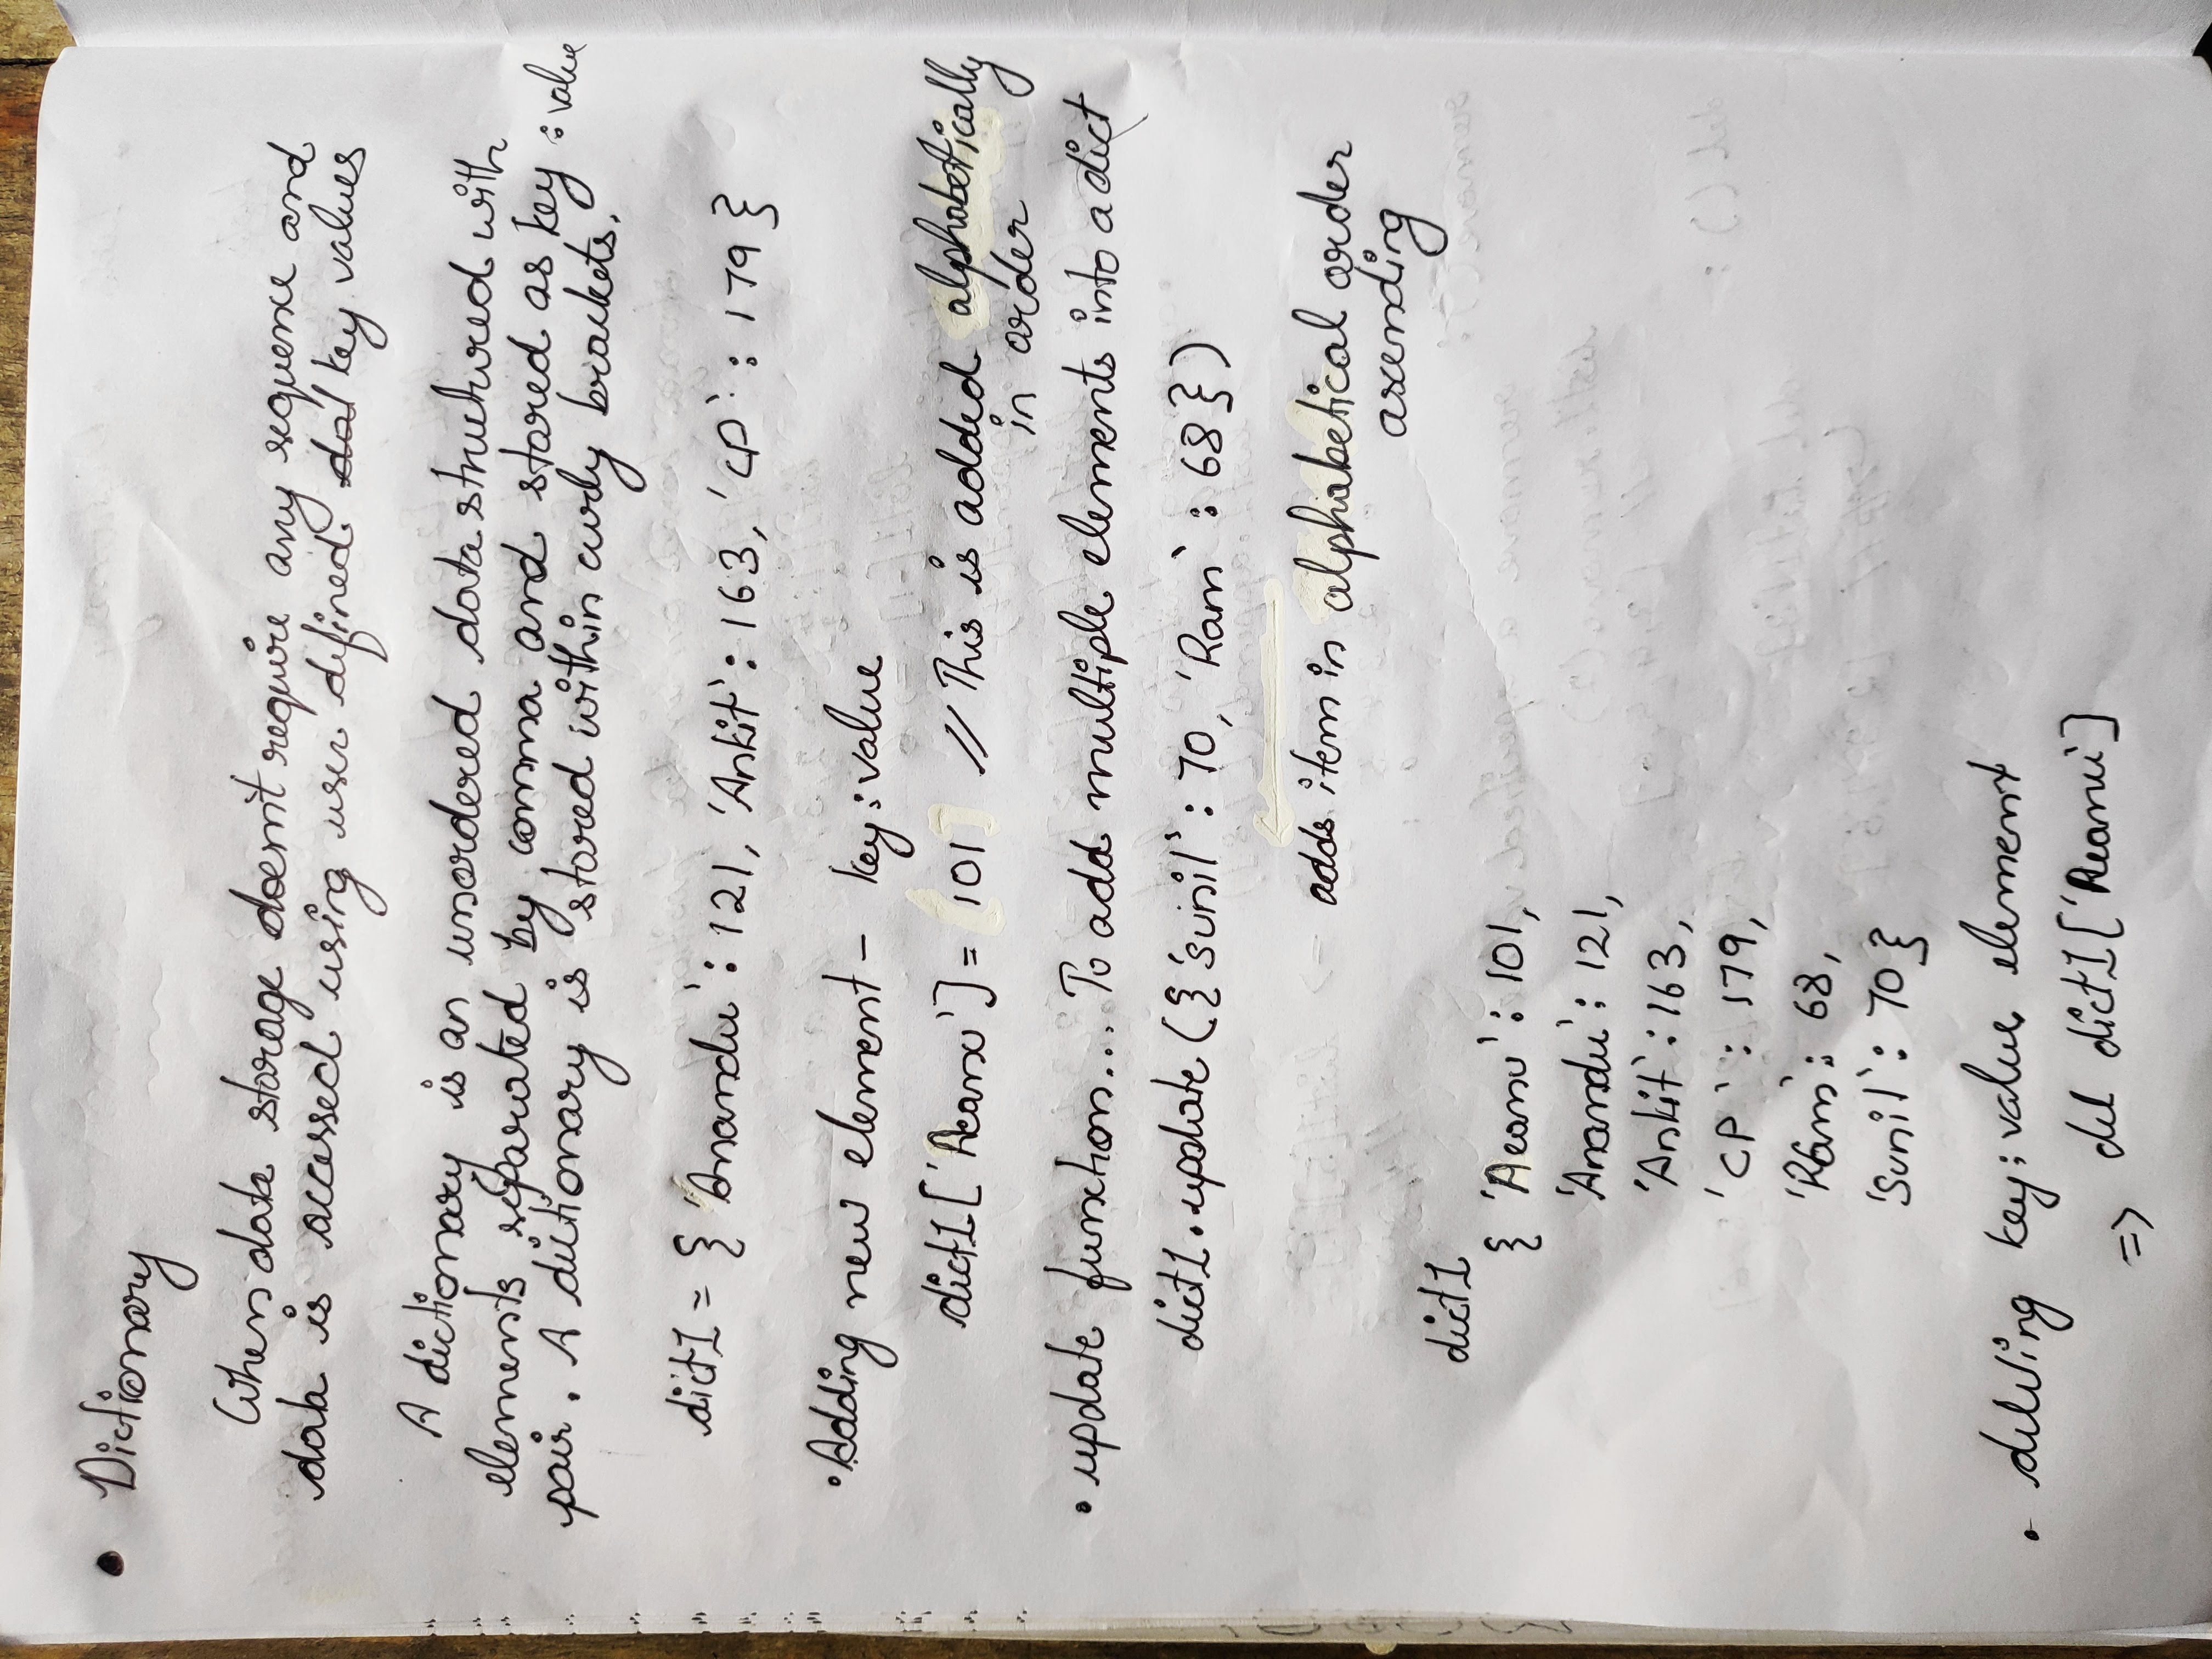 • Dictionary
When data storage doesn't require any sequence and
data is accessed using user defined key values
A dictionary is an unordered data strutured with
elements separated by comma and stored as key : value
pair. A dictionary is stored within curly brackets.
dict1 = { 'Anandu' : 121, 'Ankit' : 163, 'CP' : 179 }
• Adding new element – key : value
dict1 [ ] = 101 // This is added alphabetically
in order
• update function... To add multiple elements into a dict
dict1.update ({ 'Sunil' : 70, 'Ram' : 68 })
adds item in alphabetical order
ascending
dict1
{ 'Aeanu' : 101,
'Anandu' : 121,
'Ankit' : 163,
'CP' : 179,
'Ram' : 68,
'Sunil' : 70 }
• key : value element
=> del dict1 [ 'Aeanu' ]